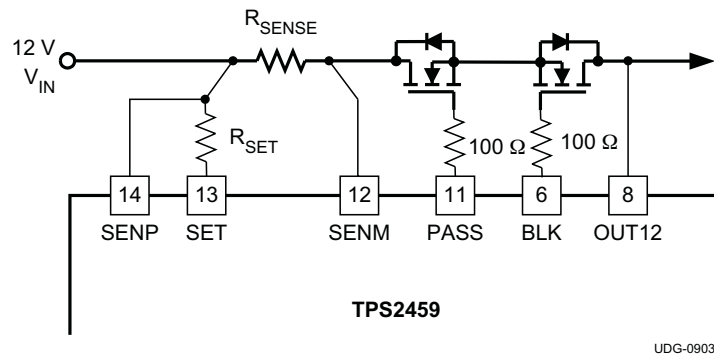 R_SENSE
12 V
V_IN
R_SET
100 Ω
100 Ω
14 13 12 11 6 8
SENP SET SENM PASS BLK OUT12
TPS2459
UDG-0903